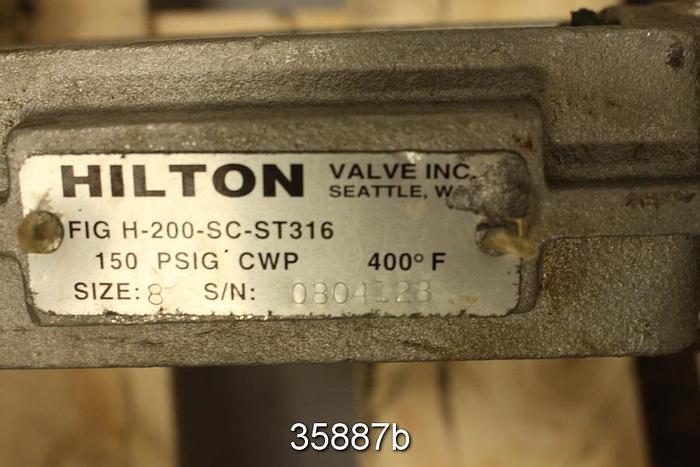 HILTON VALVE INC.
SEATTLE,
FIG H-200-SC-ST316
150 PSIG CWP 400° F
SIZE: 8 S/N: 0804128
35887b